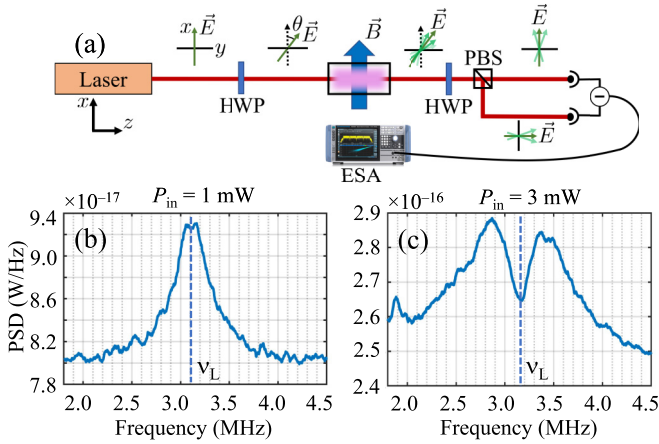 (a)
x E⃗ y
θ E⃗
B⃗
E⃗
PBS
E⃗
Laser
HWP
HWP
x
z
ESA
E⃗
×10⁻¹⁷ P_in = 1 mW
(b)
PSD (W/Hz)
9.4
9.0
8.6
8.2
7.8
ν_L
2.0 2.5 3.0 3.5 4.0 4.5
Frequency (MHz)
×10⁻¹⁶ P_in = 3 mW
(c)
2.9
2.8
2.7
2.6
2.5
2.4
ν_L
2.0 2.5 3.0 3.5 4.0 4.5
Frequency (MHz)